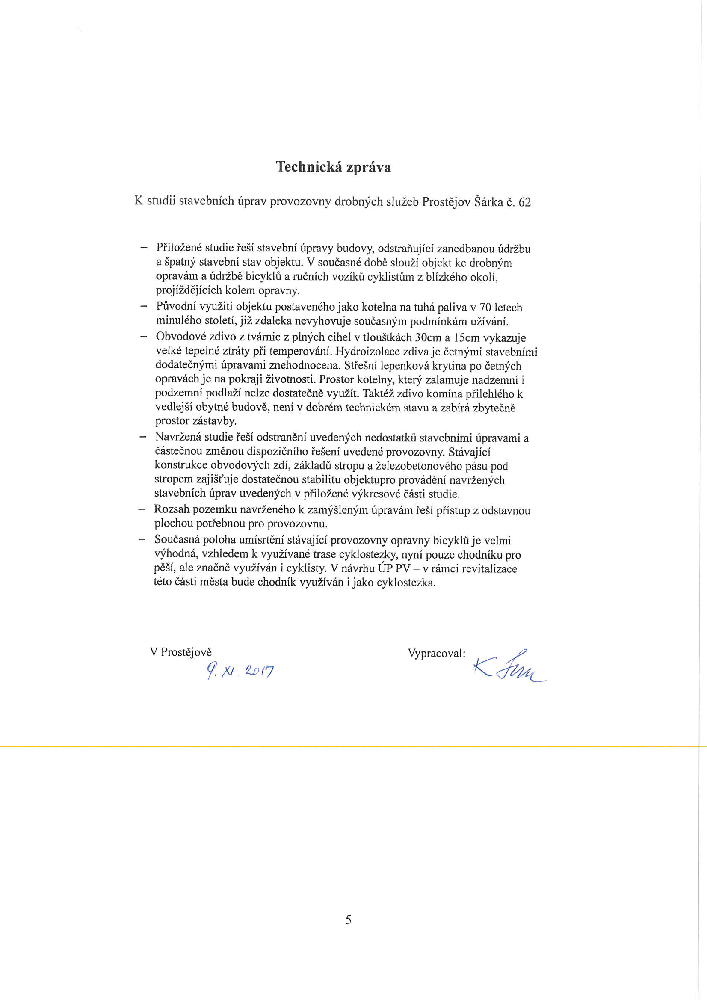 Technická zpráva
K studii stavebních úprav provozovny drobných služeb Prostějov Šárka č. 62
– Přiložené studie řeší stavební úpravy budovy, odstraňující zanedbanou údržbu
a špatný stavební stav objektu. V současné době slouží objekt ke drobným
opravám a údržbě bicyklů a ručních vozíků cyklistům z blízkého okolí,
projíždějících kolem opravny.
– Původní využití objektu postaveného jako kotelna na tuhá paliva v 70 letech
minulého století, již zdaleka nevyhovuje současným podmínkám užívání.
– Obvodové zdivo z tvárnic z plných cihel v tlouštkách 30cm a 15cm vykazuje
velké tepelné ztráty při temperování. Hydroizolace zdiva je četnými stavebními
dodatečnými úpravami znehodnocena. Střešní lepenková krytina po četných
opravách je na pokraji životnosti. Prostor kotelny, který zalamuje nadzemní i
podzemní podlaží nelze dostatečně využít. Taktéž zdivo komína přilehlého k
vedlejší obytné budově, není v dobrém technickém stavu a zabírá zbytečně
prostor zástavby.
– Navržená studie řeší odstranění uvedených nedostatků stavebními úpravami a
částečnou změnou dispozičního řešení uvedené provozovny. Stávající
konstrukce obvodových zdí, základů stropu a železobetonového pásu pod
stropem zajišťuje dostatečnou stabilitu objektupro provádění navržených
stavebních úprav uvedených v přiložené výkresové části studie.
– Rozsah pozemku navrženého k zamýšleným úpravám řeší přístup z odstavnou
plochou potřebnou pro provozovnu.
– Současná poloha umísrtění stávající provozovny opravny bicyklů je velmi
výhodná, vzhledem k využívané trase cyklostezky, nyní pouze chodníku pro
pěší, ale značně využíván i cyklisty. V návrhu ÚP PV – v rámci revitalizace
této části města bude chodník využíván i jako cyklostezka.
V Prostějově Vypracoval:
9. XI. 2017 K
5